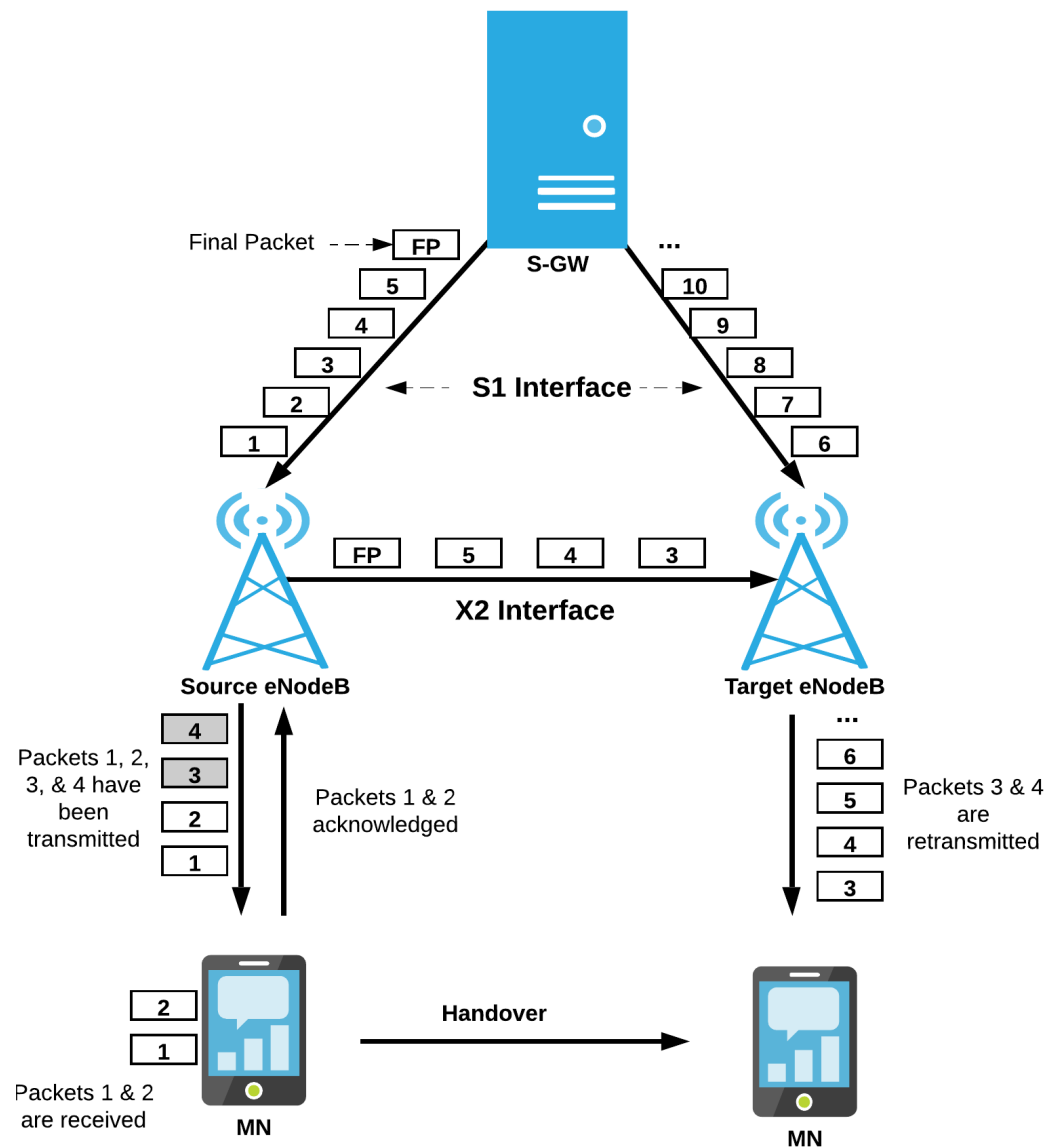 S-GW
Final Packet
FP
5
4
3
2
1
...
10
9
8
7
6
S1 Interface
FP 5 4 3
X2 Interface
Source eNodeB
Target eNodeB
4
3
2
1
Packets 1, 2,
3, & 4 have
been
transmitted
Packets 1 & 2
acknowledged
...
6
5
4
3
Packets 3 & 4
are
retransmitted
2
1
Packets 1 & 2
are received
MN
Handover
MN